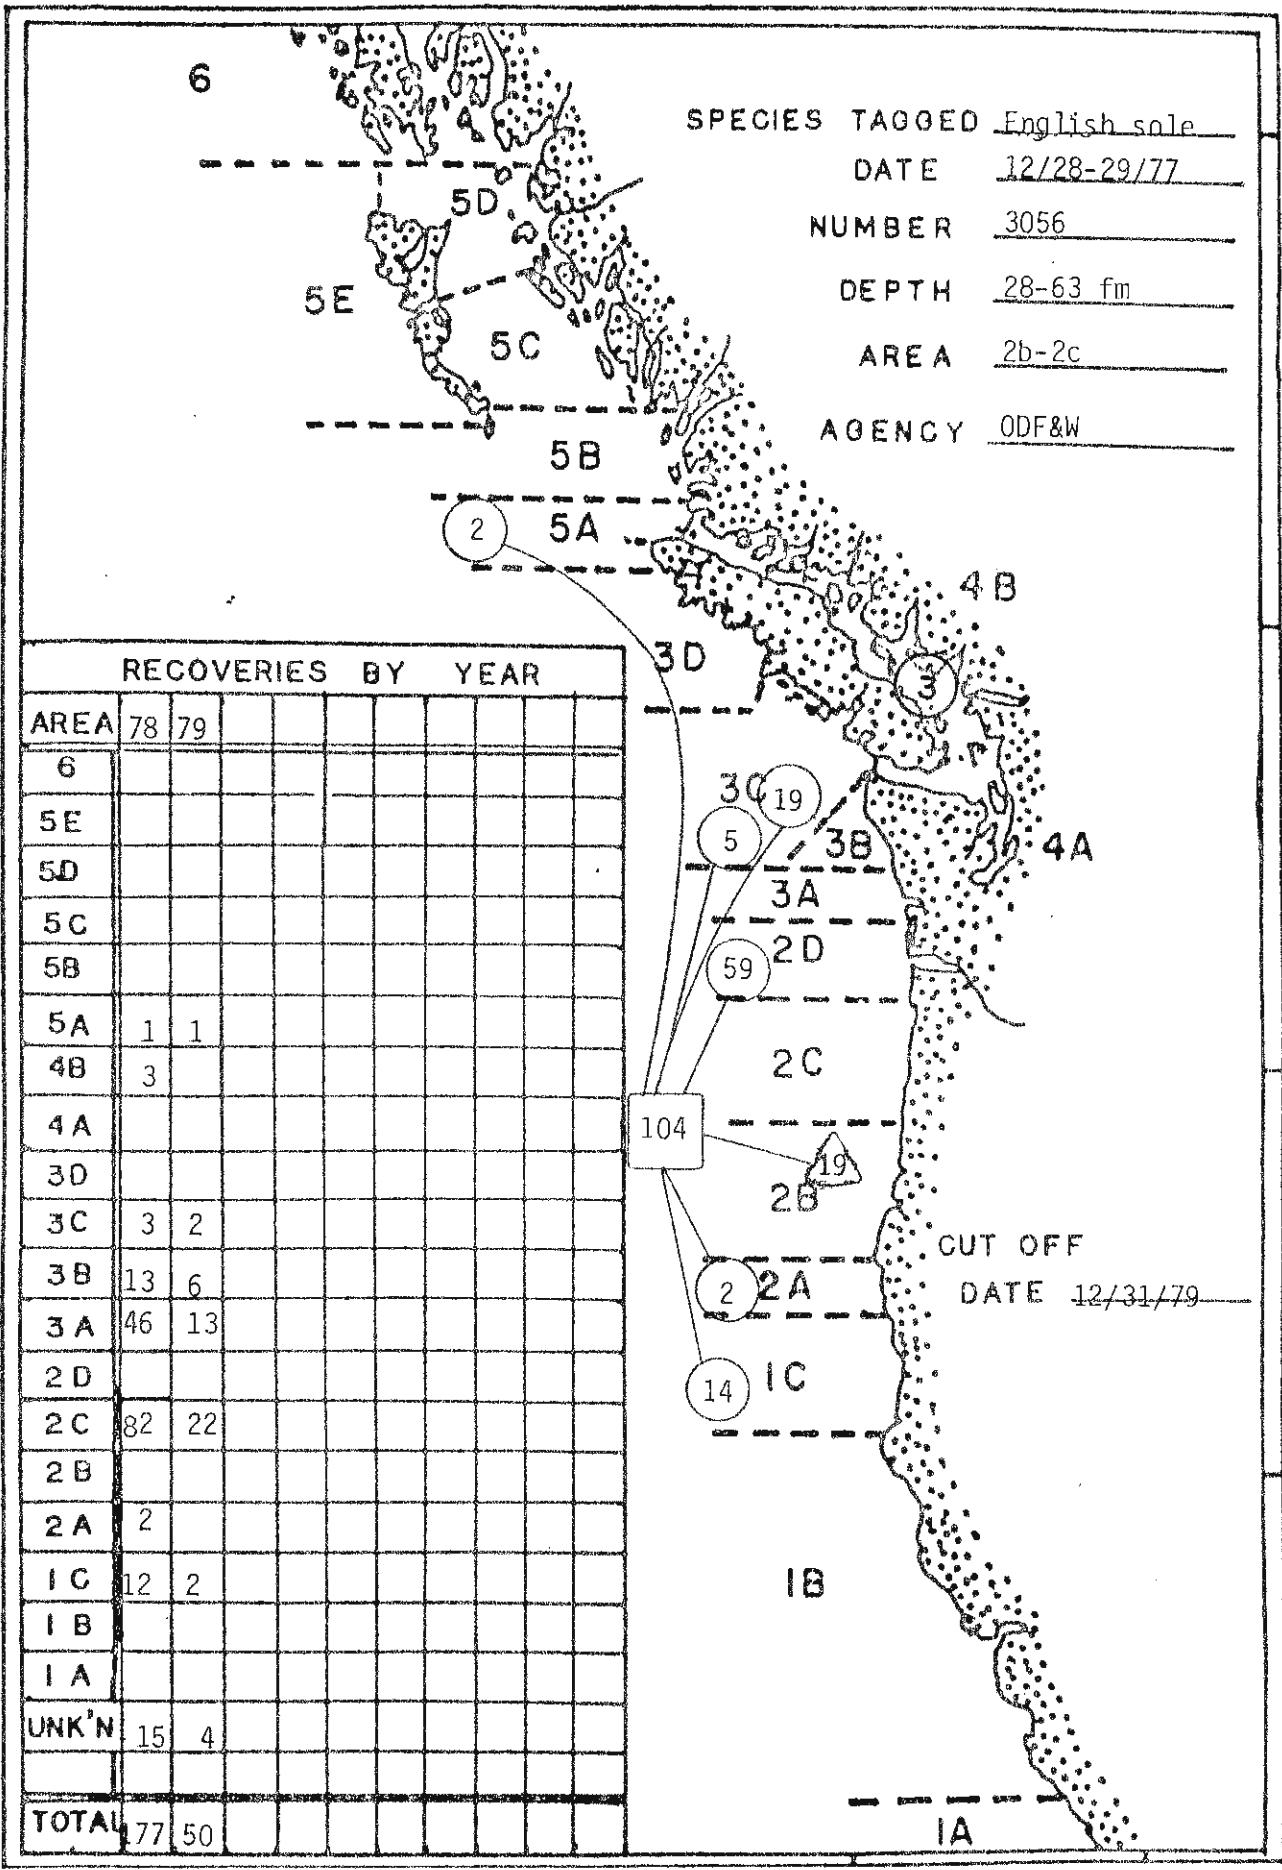 6
SPECIES TAGGED English sole
DATE 12/28-29/77
5D
NUMBER 3056
5E
DEPTH 28-63 fm
5C
AREA 2b-2c
AGENCY ODF&W
5B
2
5A
4B
3D
3
3C
19
5
3B
4A
3A
2D
59
2C
104
19
2B
CUT OFF
DATE 12/31/79
2
2A
14
1C
1B
1A
RECOVERIES BY YEAR
AREA 78 79
6
5E
5D
5C
5B
5A 1 1
4B 3
4A
3D
3C 3 2
3B 13 6
3A 46 13
2D
2C 82 22
2B
2A 2
1C 12 2
1B
1A
UNK'N 15 4
TOTAL 177 50